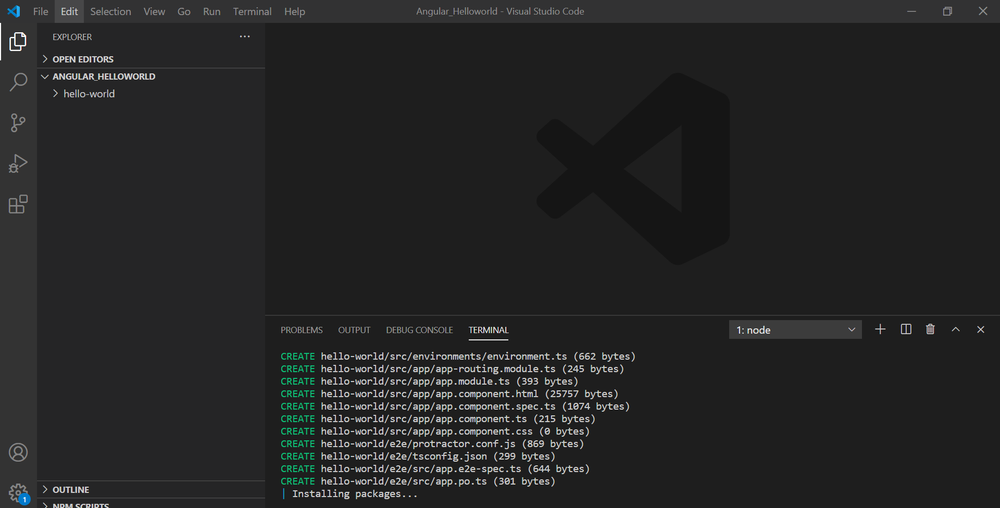 File Edit Selection View Go Run Terminal Help
Angular_Helloworld - Visual Studio Code
EXPLORER
OPEN EDITORS
ANGULAR_HELLOWORLD
hello-world
PROBLEMS OUTPUT DEBUG CONSOLE TERMINAL
1: node
CREATE hello-world/src/environments/environment.ts (662 bytes)
CREATE hello-world/src/app/app-routing.module.ts (245 bytes)
CREATE hello-world/src/app/app.module.ts (393 bytes)
CREATE hello-world/src/app/app.component.html (25757 bytes)
CREATE hello-world/src/app/app.component.spec.ts (1074 bytes)
CREATE hello-world/src/app/app.component.ts (215 bytes)
CREATE hello-world/src/app/app.component.css (0 bytes)
CREATE hello-world/e2e/protractor.conf.js (869 bytes)
CREATE hello-world/e2e/tsconfig.json (299 bytes)
CREATE hello-world/e2e/src/app.e2e-spec.ts (644 bytes)
CREATE hello-world/e2e/src/app.po.ts (301 bytes)
| Installing packages...
OUTLINE
1
NPM SCRIPTS